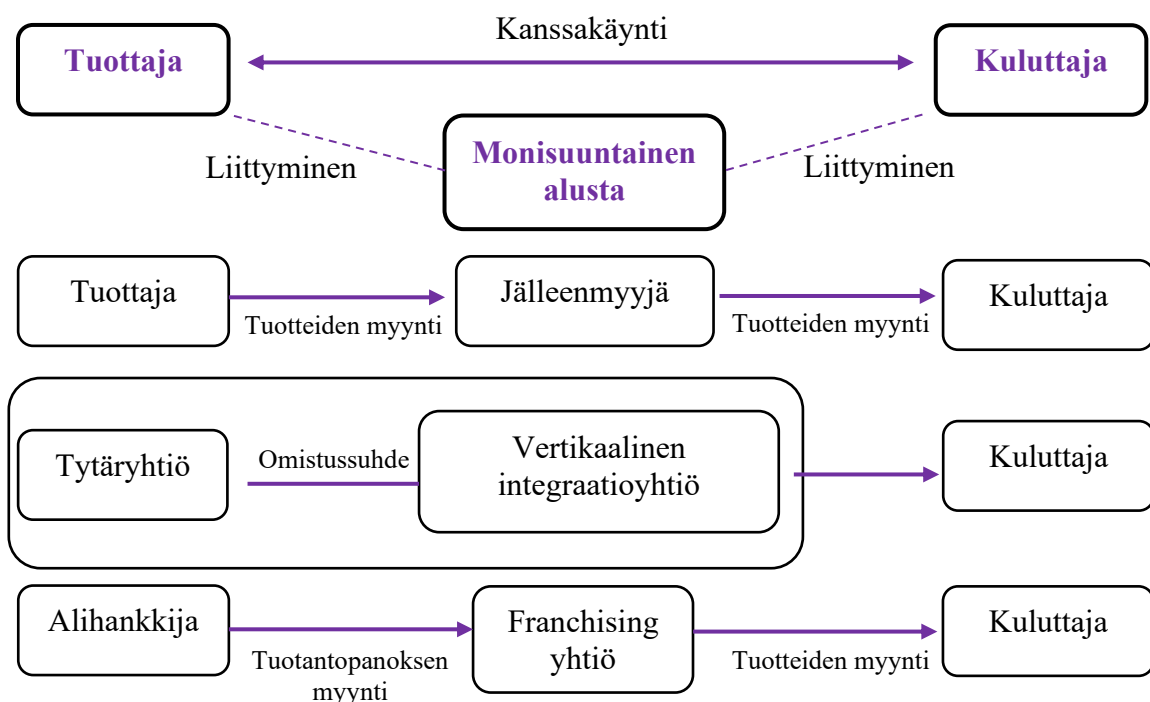 Kanssakäynti
Tuottaja
Kuluttaja
Monisuuntainen
alusta
Liittyminen
Liittyminen
Tuottaja
Tuotteiden myynti
Jälleenmyyjä
Tuotteiden myynti
Kuluttaja
Tytäryhtiö
Omistussuhde
Vertikaalinen
integraatioyhtiö
Kuluttaja
Alihankkija
Tuotantopanoksen
myynti
Franchising
yhtiö
Tuotteiden myynti
Kuluttaja